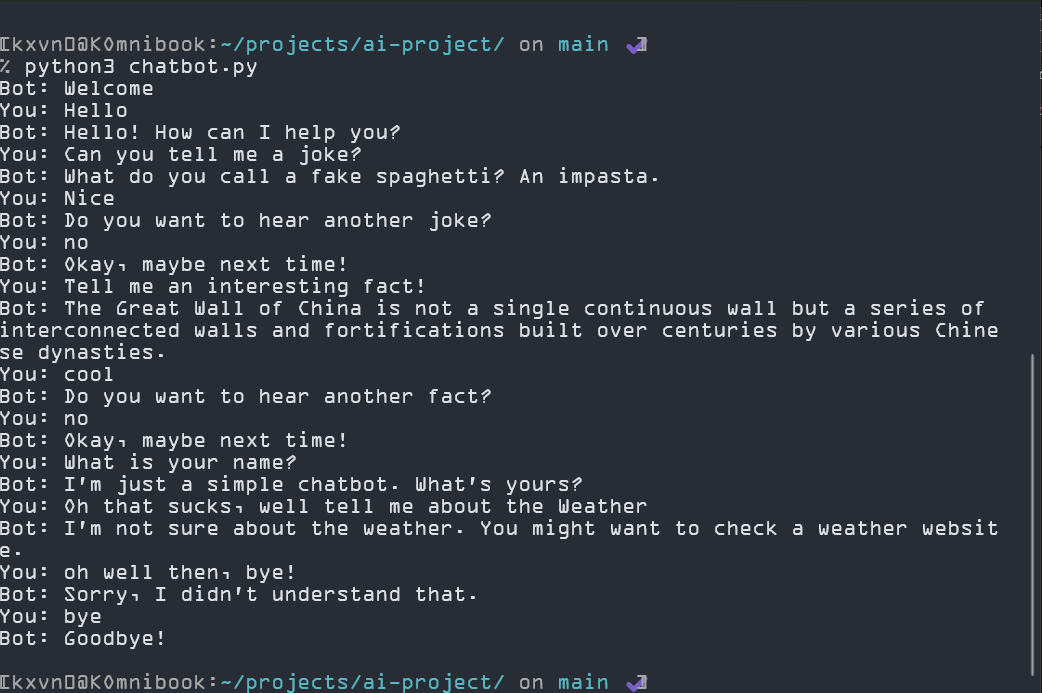 Ikxvn▯@K0mnibook:~/projects/ai-project/ on main ✔
% python3 chatbot.py
Bot: Welcome
You: Hello
Bot: Hello! How can I help you?
You: Can you tell me a joke?
Bot: What do you call a fake spaghetti? An impasta.
You: Nice
Bot: Do you want to hear another joke?
You: no
Bot: Okay, maybe next time!
You: Tell me an interesting fact!
Bot: The Great Wall of China is not a single continuous wall but a series of
interconnected walls and fortifications built over centuries by various Chine
se dynasties.
You: cool
Bot: Do you want to hear another fact?
You: no
Bot: Okay, maybe next time!
You: What is your name?
Bot: I'm just a simple chatbot. What's yours?
You: Oh that sucks, well tell me about the Weather
Bot: I'm not sure about the weather. You might want to check a weather websit
e.
You: oh well then, bye!
Bot: Sorry, I didn't understand that.
You: bye
Bot: Goodbye!
Ikxvn▯@K0mnibook:~/projects/ai-project/ on main ✔